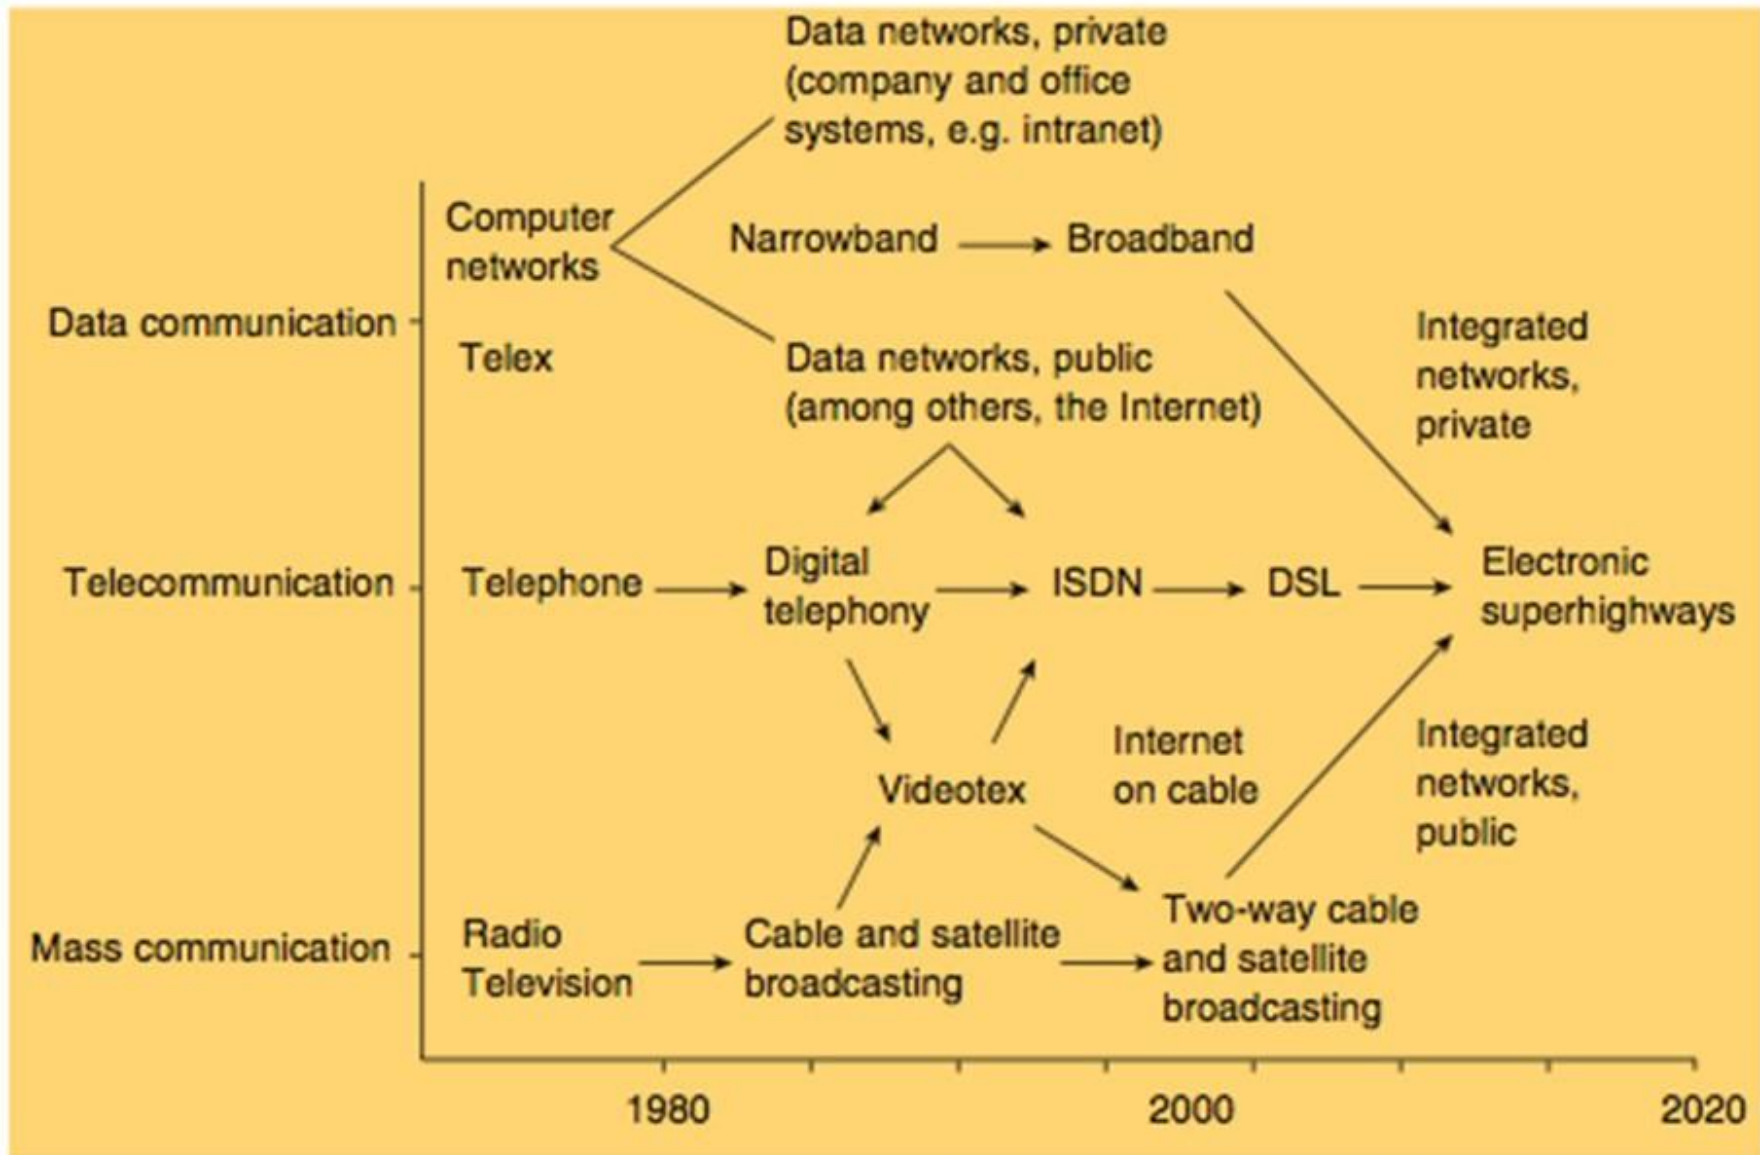 Data networks, private
(company and office
systems, e.g. intranet)
Computer
networks
Narrowband
Broadband
Data communication
Telex
Data networks, public
(among others, the Internet)
Integrated
networks,
private
Telecommunication
Telephone
Digital
telephony
ISDN
DSL
Electronic
superhighways
Videotex
Internet
on cable
Integrated
networks,
public
Mass communication
Radio
Television
Cable and satellite
broadcasting
Two-way cable
and satellite
broadcasting
1980
2000
2020